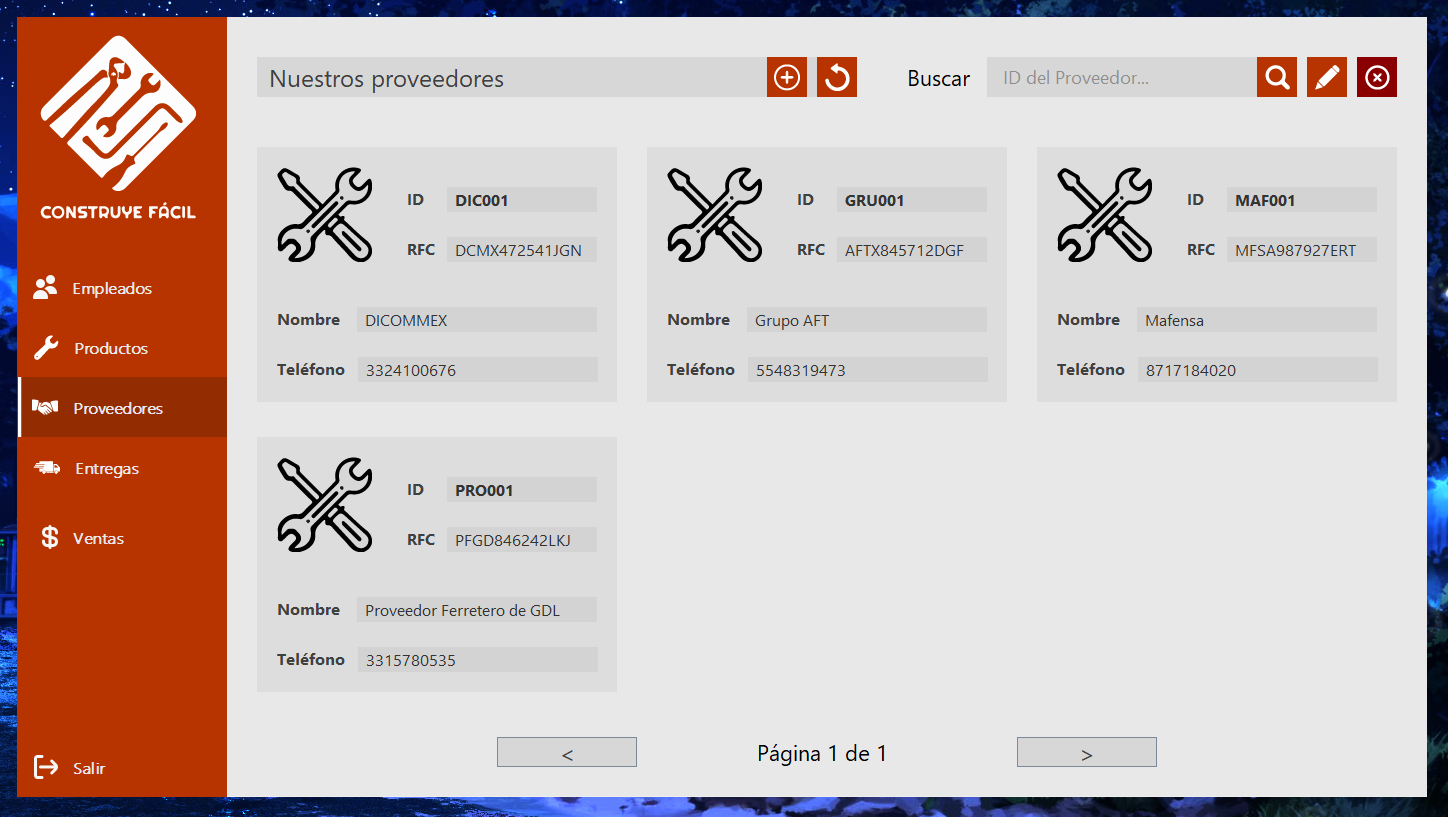 CONSTRUYE FÁCIL
Empleados
Productos
Proveedores
Entregas
$ Ventas
Salir
Nuestros proveedores
Buscar
ID del Proveedor...
ID DIC001
RFC DCMX472541JGN
Nombre DICOMMEX
Teléfono 3324100676
ID GRU001
RFC AFTX845712DGF
Nombre Grupo AFT
Teléfono 5548319473
ID MAF001
RFC MFSA987927ERT
Nombre Mafensa
Teléfono 8717184020
ID PRO001
RFC PFGD846242LKJ
Nombre Proveedor Ferretero de GDL
Teléfono 3315780535
< Página 1 de 1 >